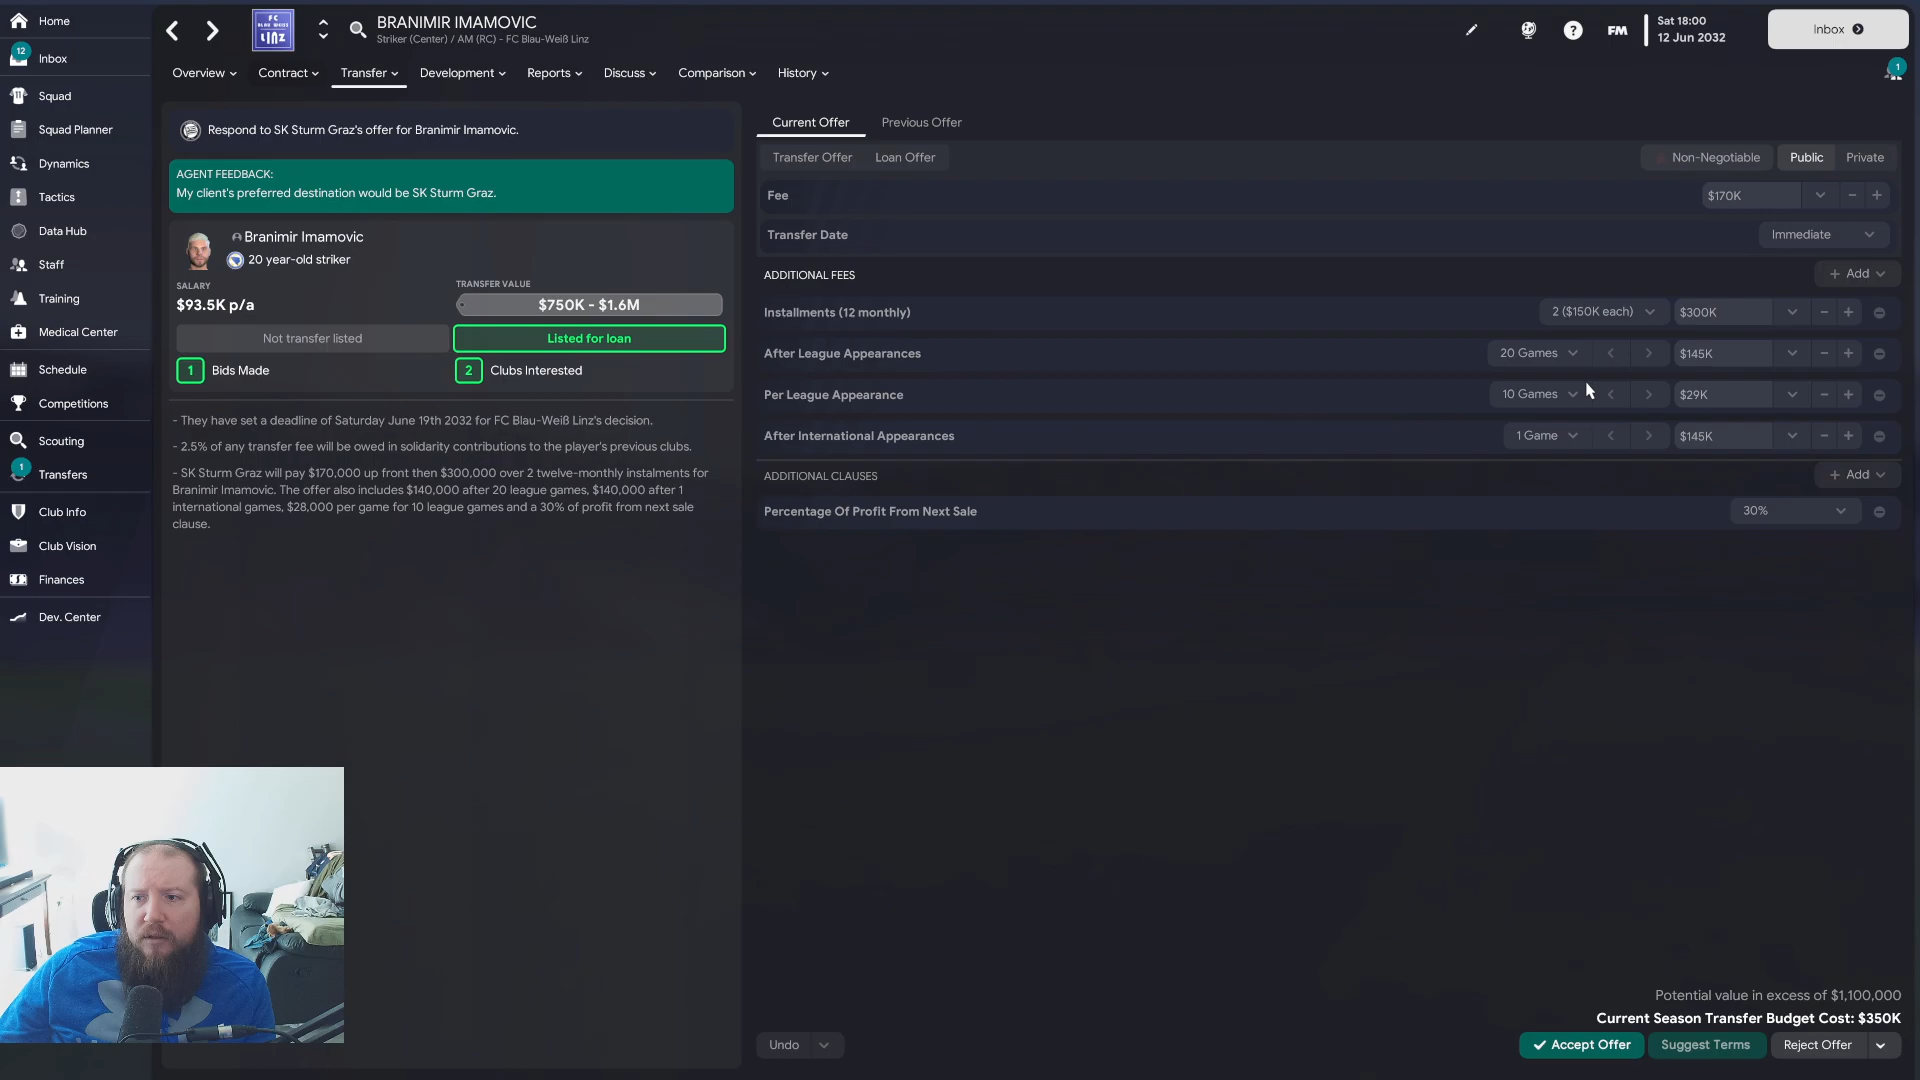 Home
12
Inbox
Squad
Squad Planner
Dynamics
Tactics
Data Hub
Staff
Training
Medical Center
Schedule
Competitions
Scouting
1
Transfers
Club Info
Club Vision
Finances
Dev. Center
FC
BLAU WEISS
LINZ
BRANIMIR IMAMOVIC
Striker (Center) / AM (RC) - FC Blau-Weiß Linz
FM
Sat 18:00
12 Jun 2032
Inbox
Overview
Contract
Transfer
Development
Reports
Discuss
Comparison
History
1
Respond to SK Sturm Graz's offer for Branimir Imamovic.
AGENT FEEDBACK:
My client's preferred destination would be SK Sturm Graz.
Branimir Imamovic
20 year-old striker
SALARY
$93.5K p/a
TRANSFER VALUE
$750K - $1.6M
Not transfer listed
Listed for loan
1 Bids Made
2 Clubs Interested
- They have set a deadline of Saturday June 19th 2032 for FC Blau-Weiß Linz's decision.
- 2.5% of any transfer fee will be owed in solidarity contributions to the player's previous clubs.
- SK Sturm Graz will pay $170,000 up front then $300,000 over 2 twelve-monthly instalments for
Branimir Imamovic. The offer also includes $140,000 after 20 league games, $140,000 after 1
international games, $28,000 per game for 10 league games and a 30% of profit from next sale
clause.
Current Offer
Previous Offer
Transfer Offer
Loan Offer
Non-Negotiable
Public
Private
Fee
$170K
Transfer Date
Immediate
ADDITIONAL FEES
+ Add
Installments (12 monthly)
2 ($150K each)
$300K
After League Appearances
20 Games
$145K
Per League Appearance
10 Games
$29K
After International Appearances
1 Game
$145K
ADDITIONAL CLAUSES
+ Add
Percentage Of Profit From Next Sale
30%
Potential value in excess of $1,100,000
Current Season Transfer Budget Cost: $350K
Undo
Accept Offer
Suggest Terms
Reject Offer